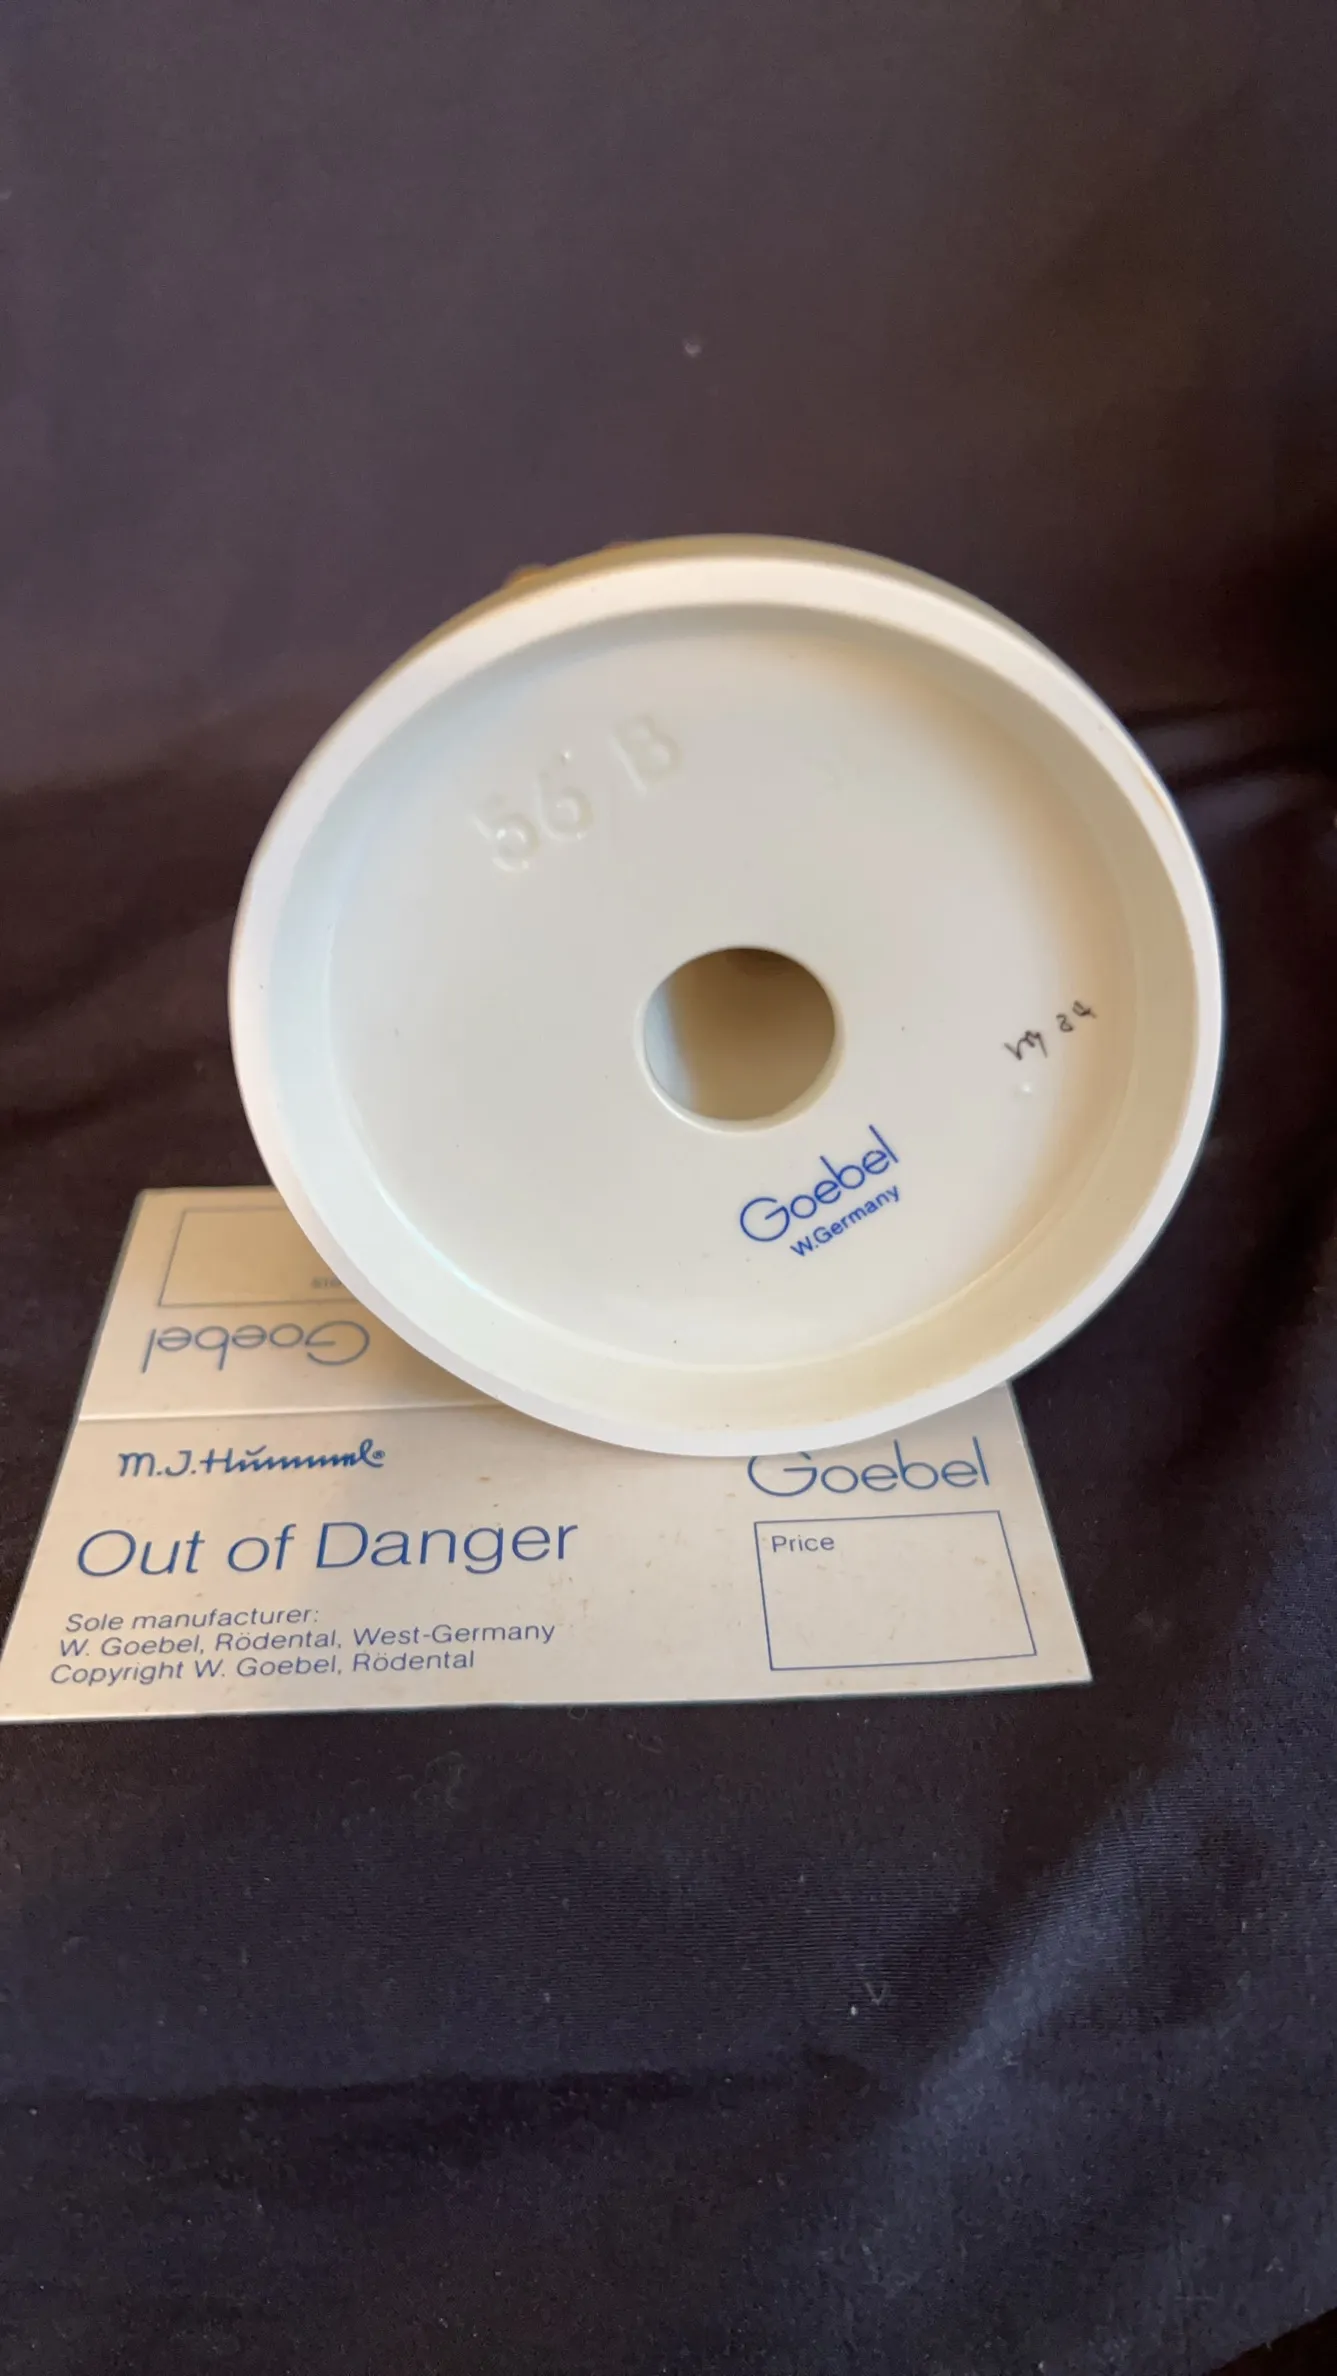 56/B
84
Goebel
W.Germany
Goebel
M.J.Hummel®
Goebel
Out of Danger
Price
Sole manufacturer:
W. Goebel, Rödental, West-Germany
Copyright W. Goebel, Rödental